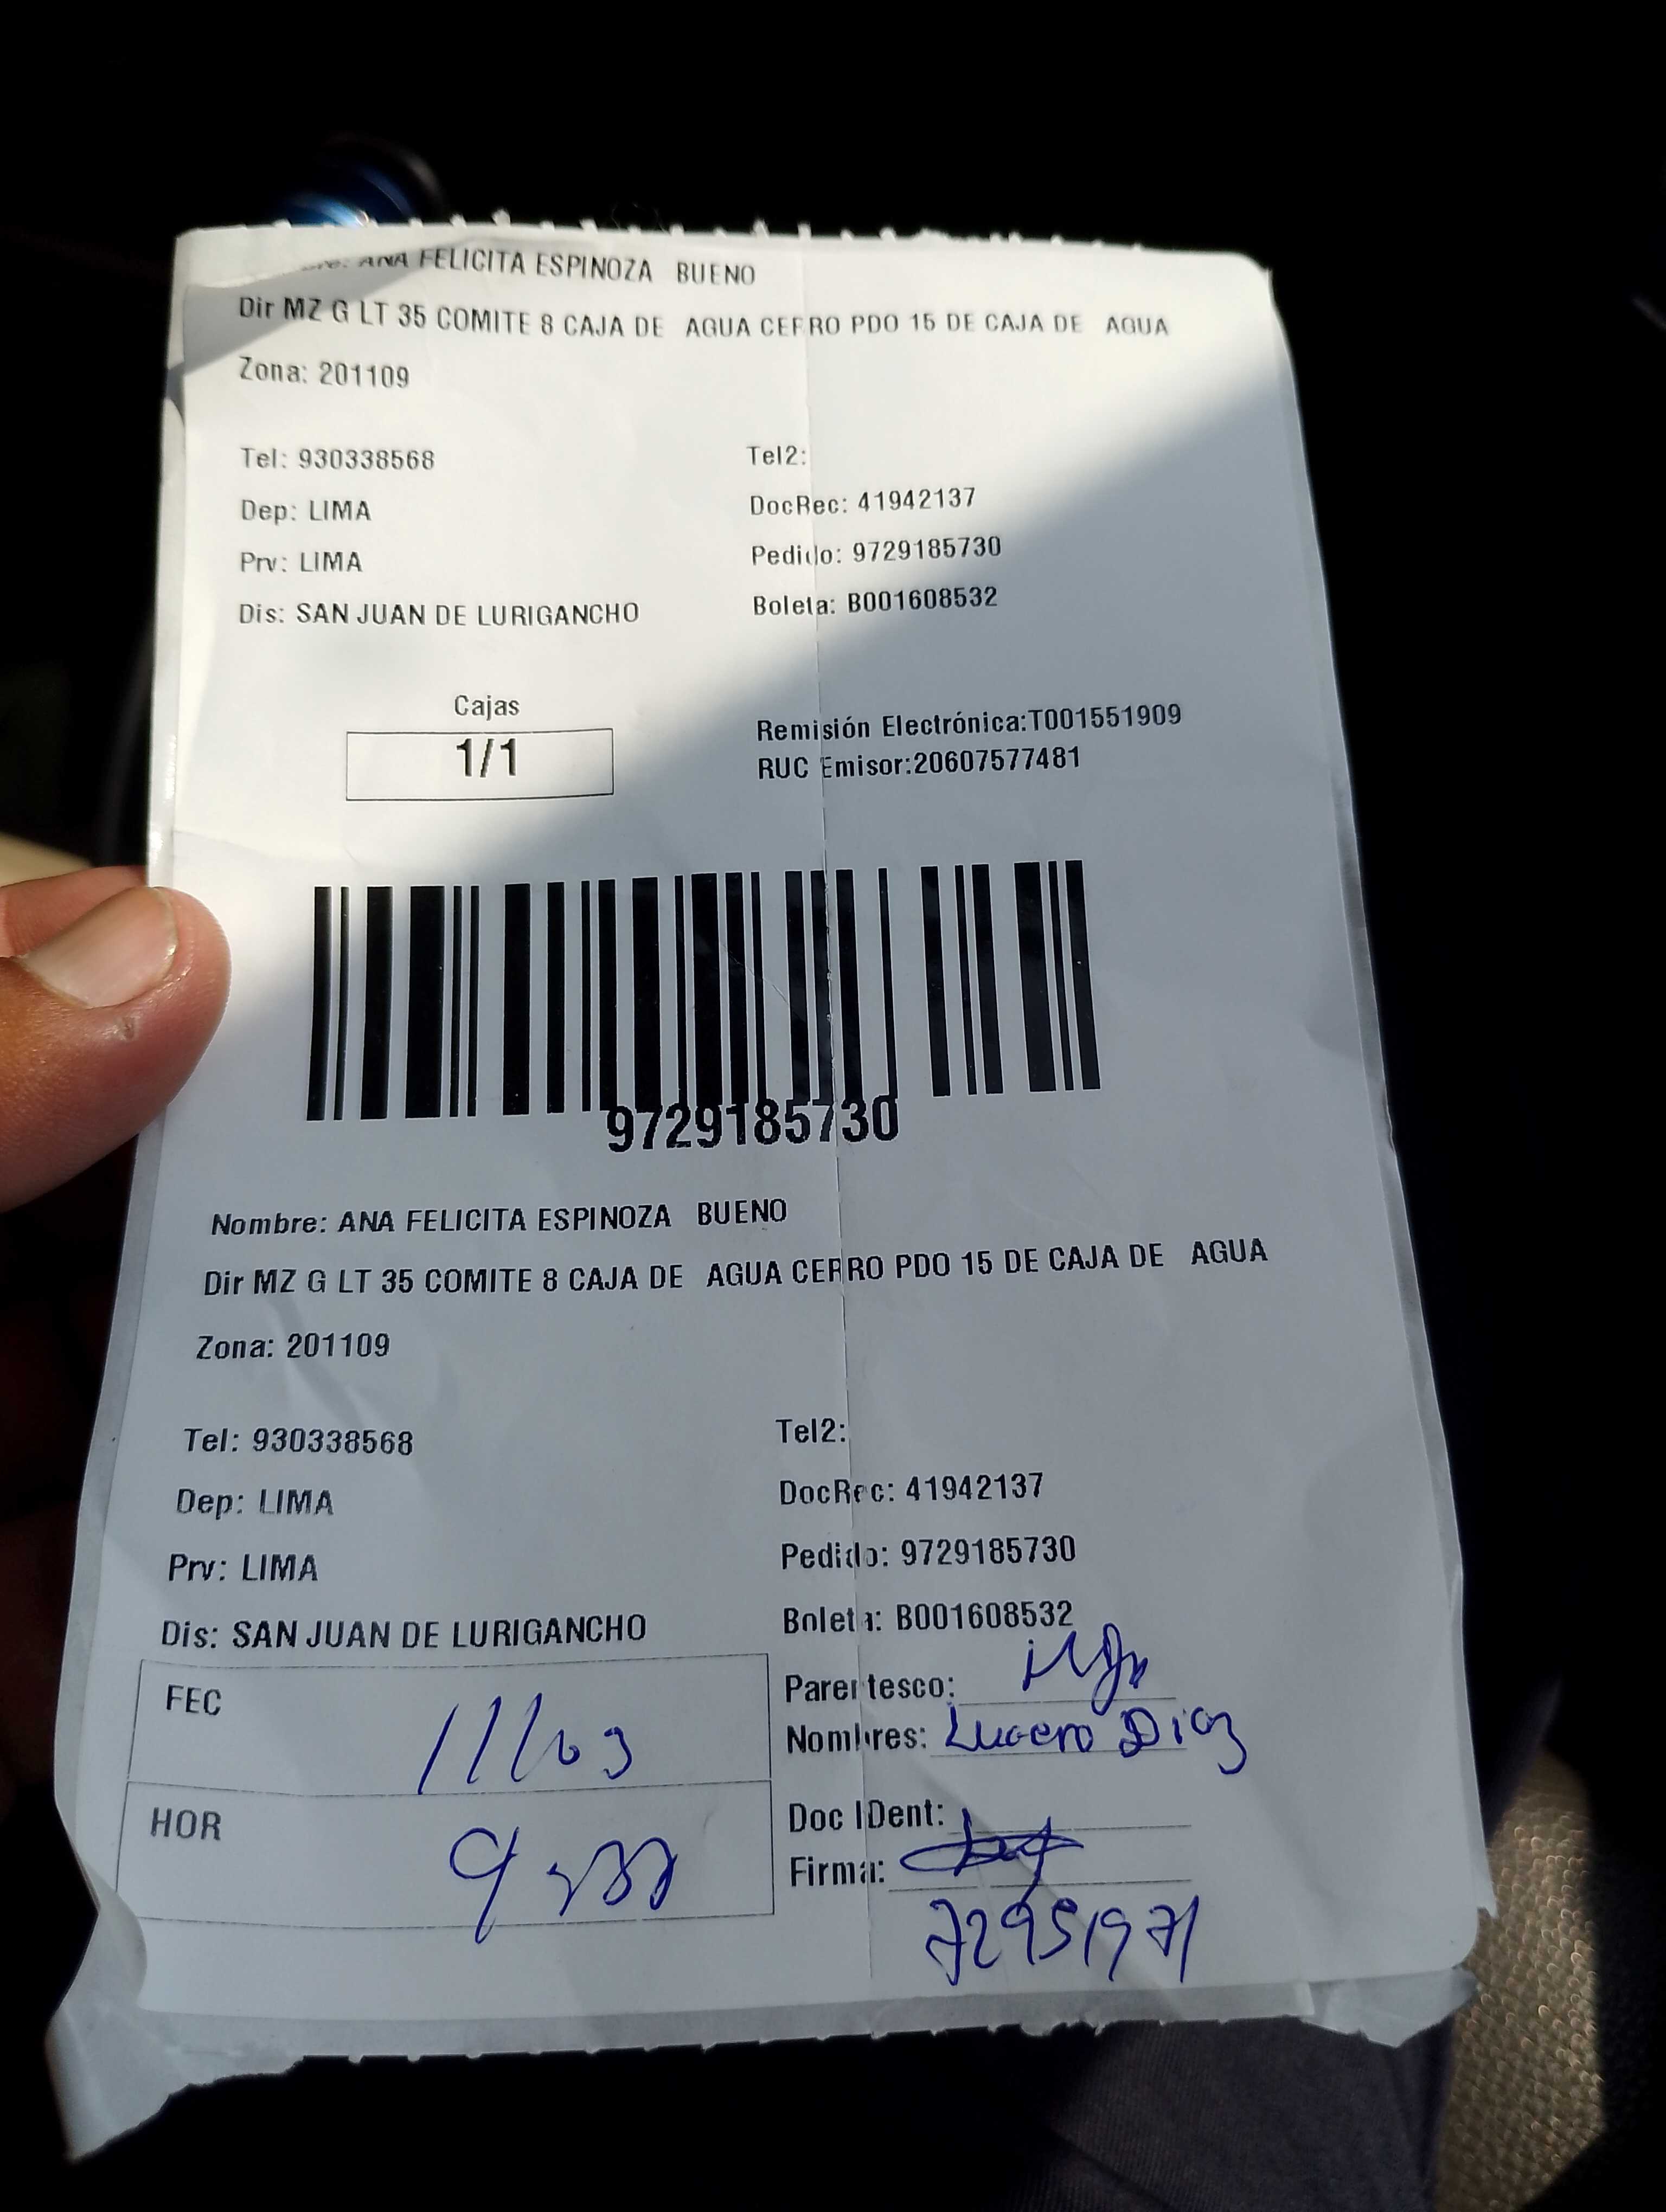 ANA FELICITA ESPINOZA BUENO
Dir MZ G LT 35 COMITE 8 CAJA DE AGUA CERRO PDO 15 DE CAJA DE AGUA
Zona: 201109
Tel: 930338568 Tel2:
Dep: LIMA DocRec: 41942137
Prv: LIMA Pedido: 9729185730
Dis: SAN JUAN DE LURIGANCHO Boleta: B001608532
Cajas
1/1
Remisión Electrónica:T001551909
RUC Emisor:20607577481
9729185730
Nombre: ANA FELICITA ESPINOZA BUENO
Dir MZ G LT 35 COMITE 8 CAJA DE AGUA CERRO PDO 15 DE CAJA DE AGUA
Zona: 201109
Tel: 930338568 Tel2:
Dep: LIMA DocRec: 41942137
Prv: LIMA Pedido: 9729185730
Dis: SAN JUAN DE LURIGANCHO Boleta: B001608532
FEC 11/03
Parentesco:
Nombres: Lucero Diaz
HOR
Doc IDent:
Firma:
72951971